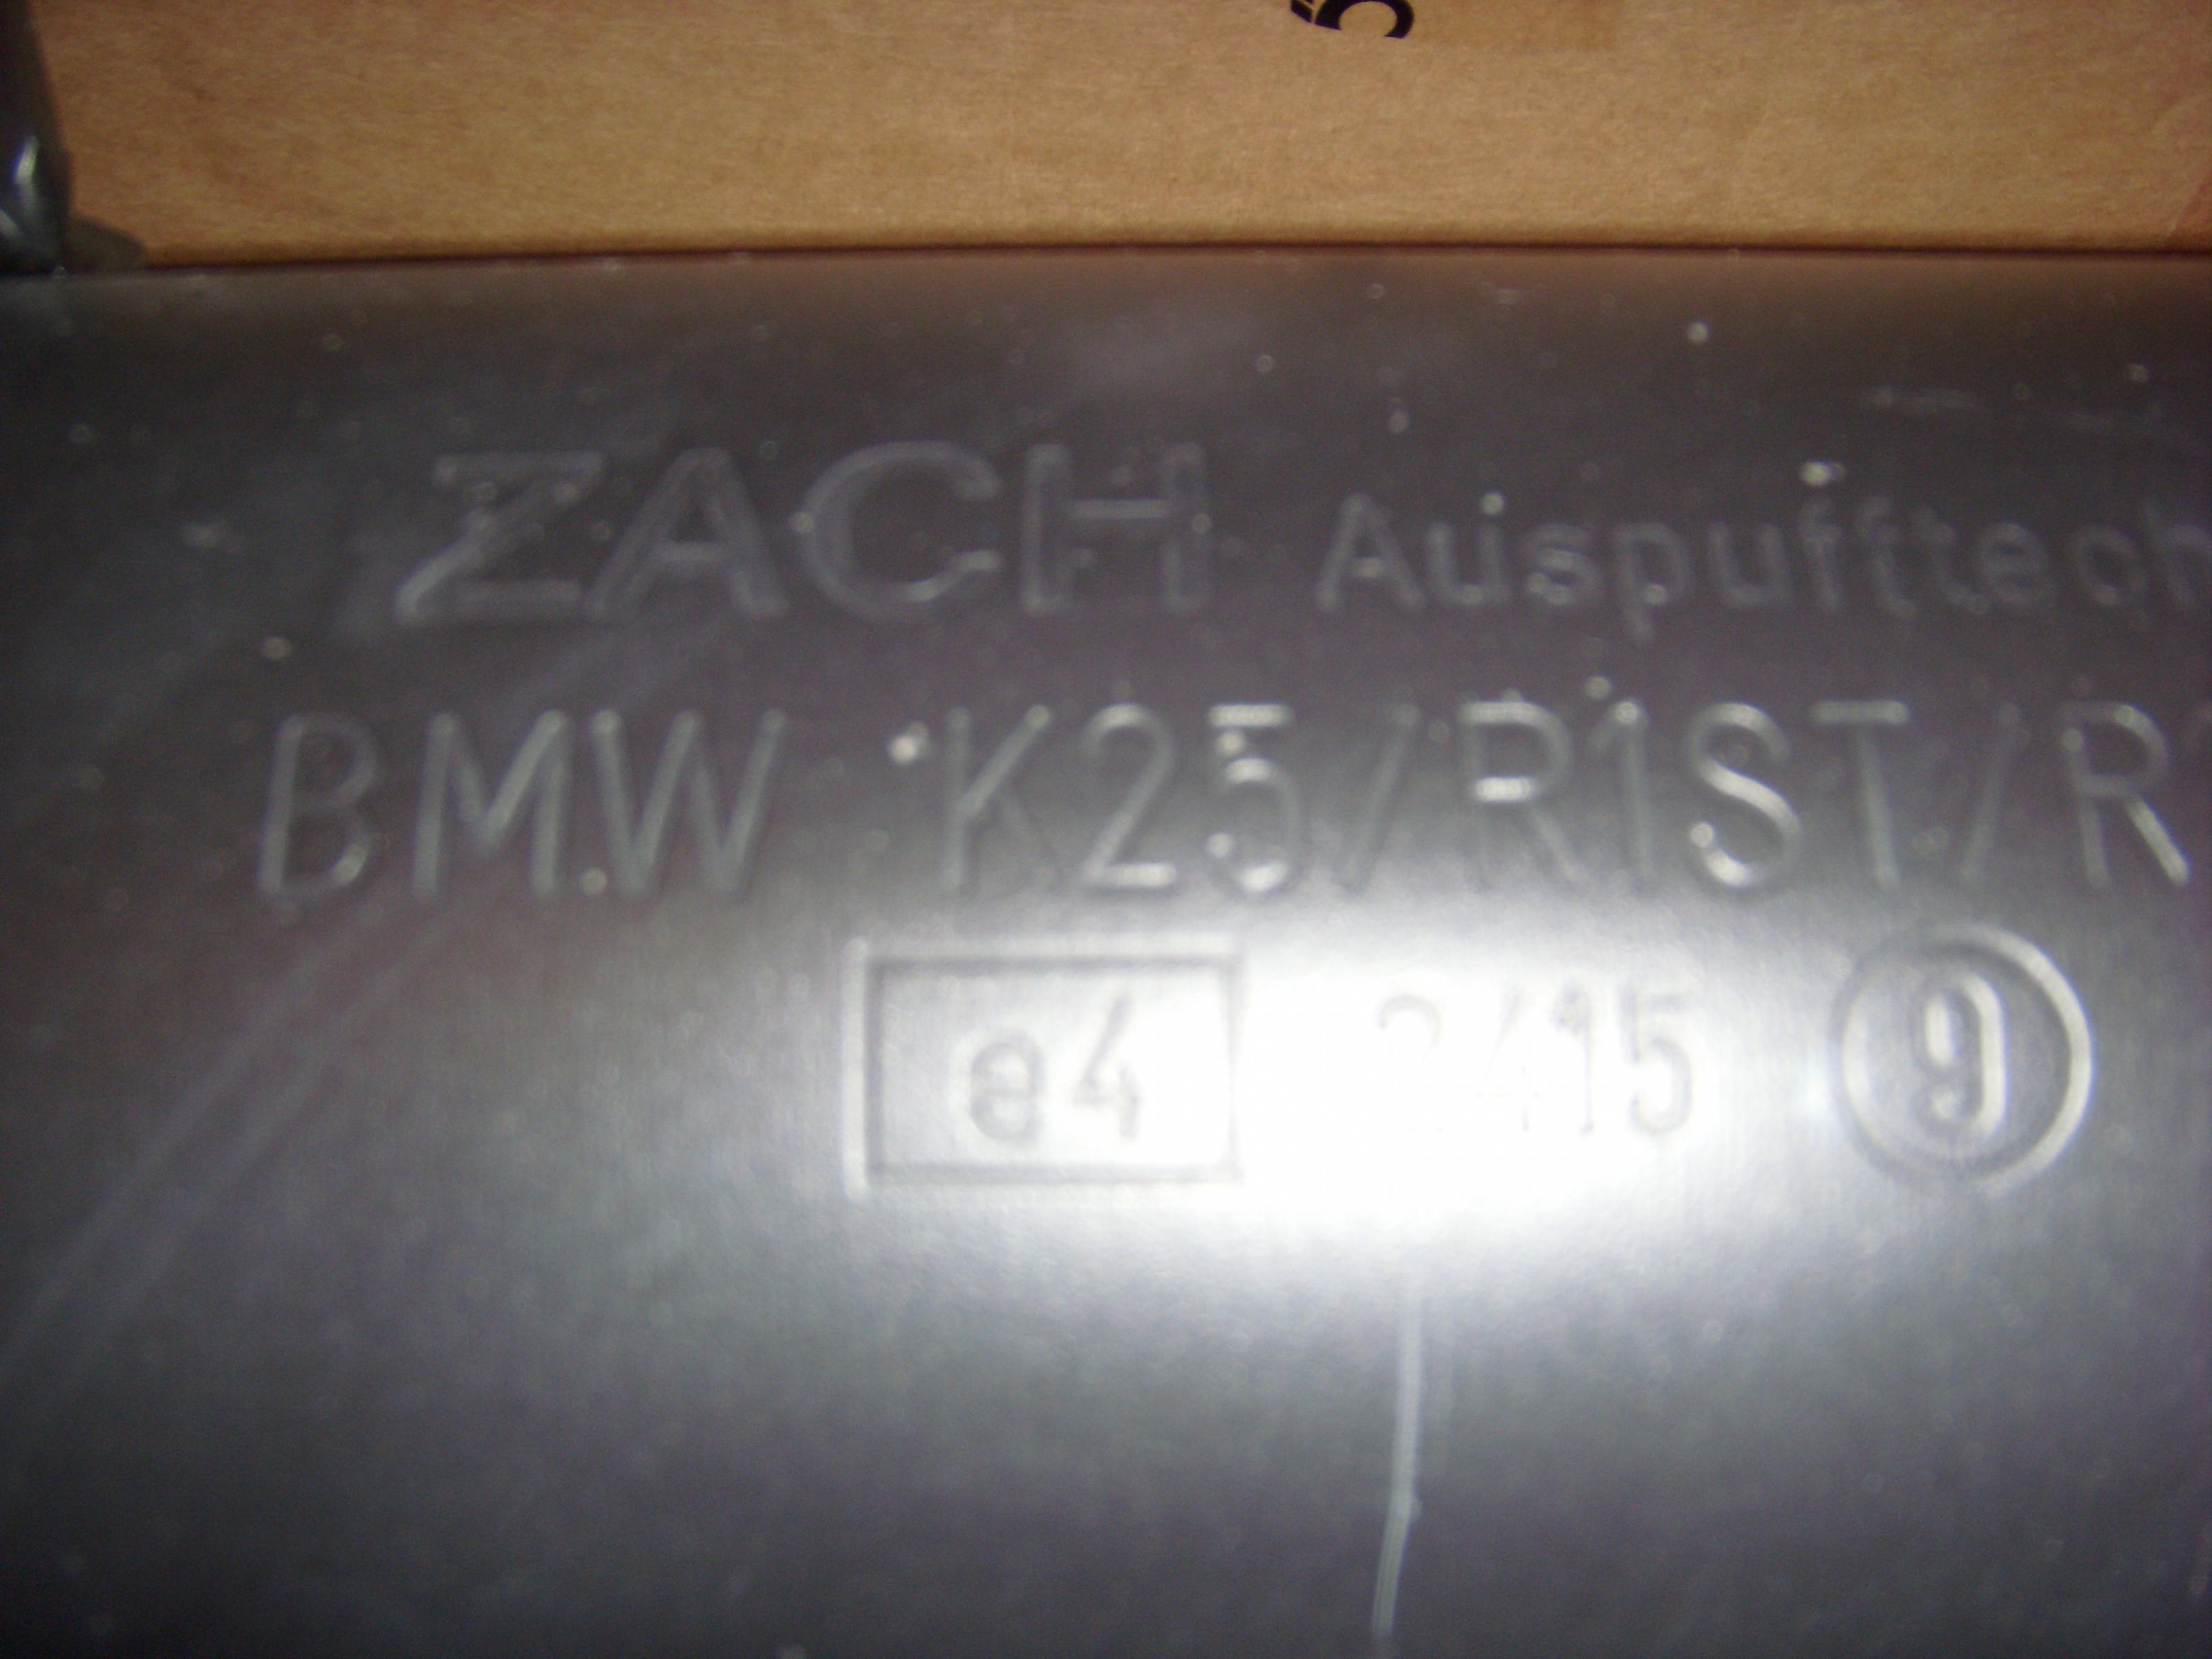 ZACH Auspufftech
BMW K25/R1ST/R
e4 2415 9